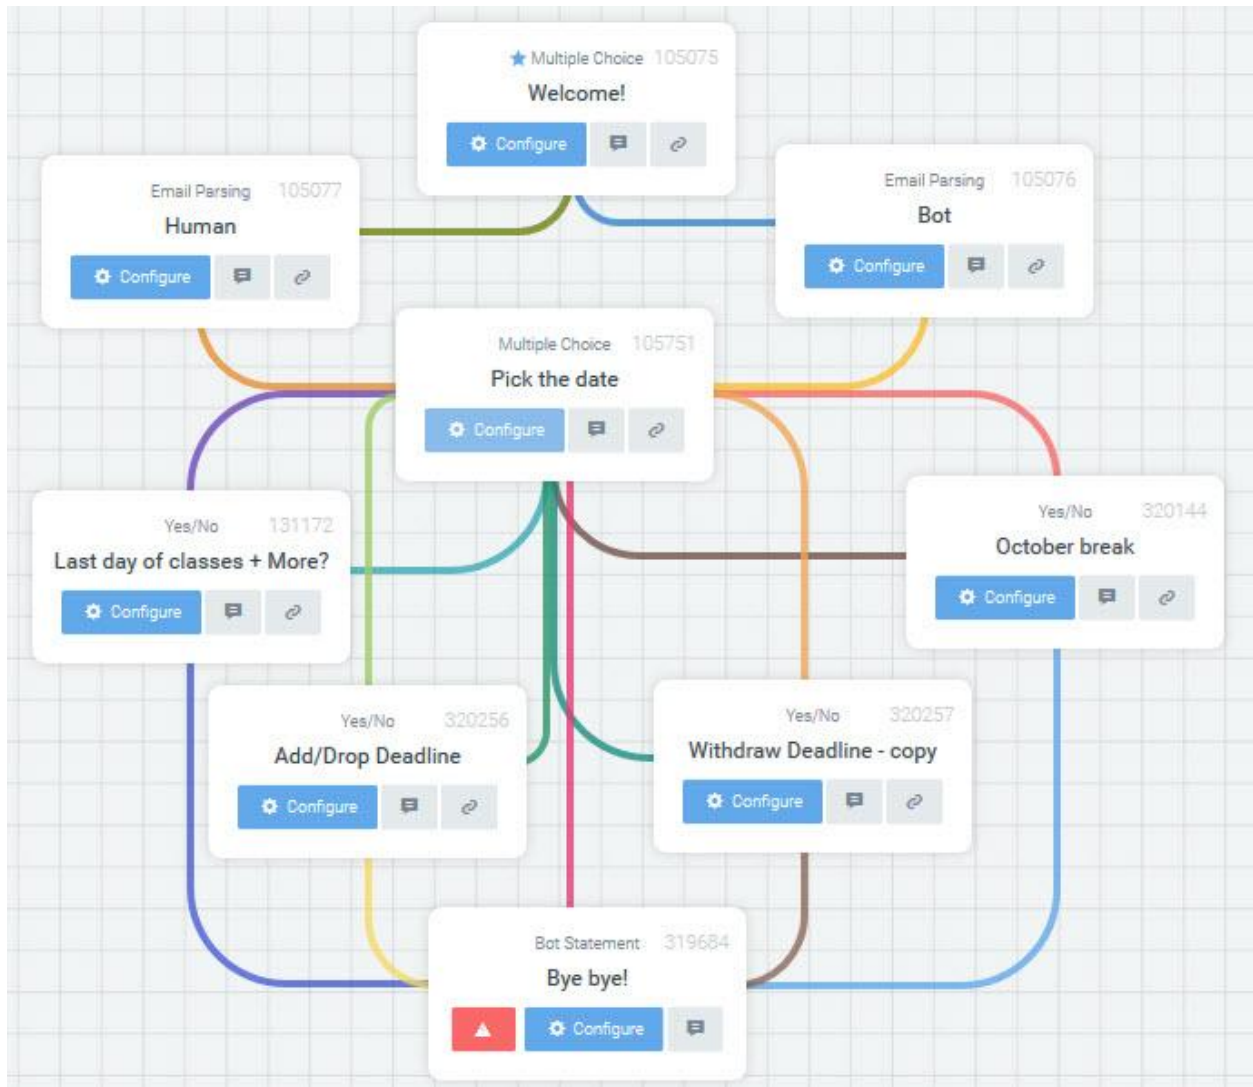 Multiple Choice 105075
Welcome!
Configure
Email Parsing 105077
Human
Configure
Email Parsing 105076
Bot
Configure
Multiple Choice 105751
Pick the date
Configure
Yes/No 131172
Last day of classes + More?
Configure
Yes/No 320144
October break
Configure
Yes/No 320256
Add/Drop Deadline
Configure
Yes/No 320257
Withdraw Deadline - copy
Configure
Bot Statement 319684
Bye bye!
Configure